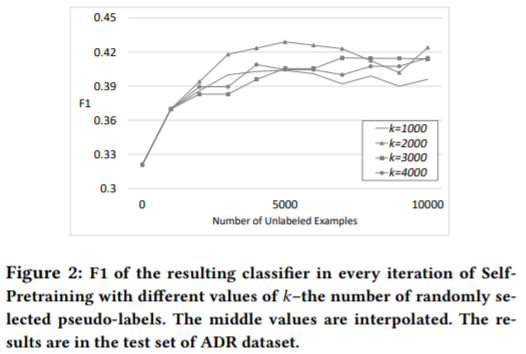 0.45
0.42
0.39
F1
0.36
0.33
0.3
k=1000
k=2000
k=3000
k=4000
0 5000 10000
Number of Unlabeled Examples
Figure 2: F1 of the resulting classifier in every iteration of Self-
Pretraining with different values of k–the number of randomly se-
lected pseudo-labels. The middle values are interpolated. The re-
sults are in the test set of ADR dataset.